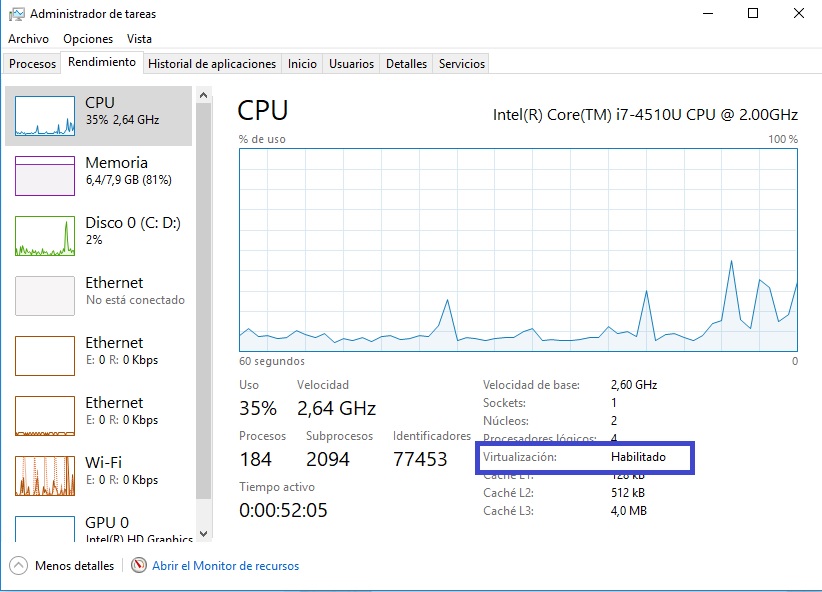 Administrador de tareas
Archivo Opciones Vista
Procesos Rendimiento Historial de aplicaciones Inicio Usuarios Detalles Servicios
CPU
35% 2,64 GHz
Memoria
6,4/7,9 GB (81%)
Disco 0 (C: D:)
2%
Ethernet
No está conectado
Ethernet
E: 0 R: 0 Kbps
Ethernet
E: 0 R: 0 Kbps
Wi-Fi
E: 0 R: 0 Kbps
GPU 0
Intel(R) HD Graphics
CPU Intel(R) Core(TM) i7-4510U CPU @ 2.00GHz
% de uso 100 %
60 segundos 0
Uso Velocidad
35% 2,64 GHz
Procesos Subprocesos Identificadores
184 2094 77453
Tiempo activo
0:00:52:05
Velocidad de base: 2,60 GHz
Sockets: 1
Núcleos: 2
Procesadores lógicos: 4
Virtualización: Habilitado
Caché L1: 128 kB
Caché L2: 512 kB
Caché L3: 4,0 MB
Menos detalles Abrir el Monitor de recursos